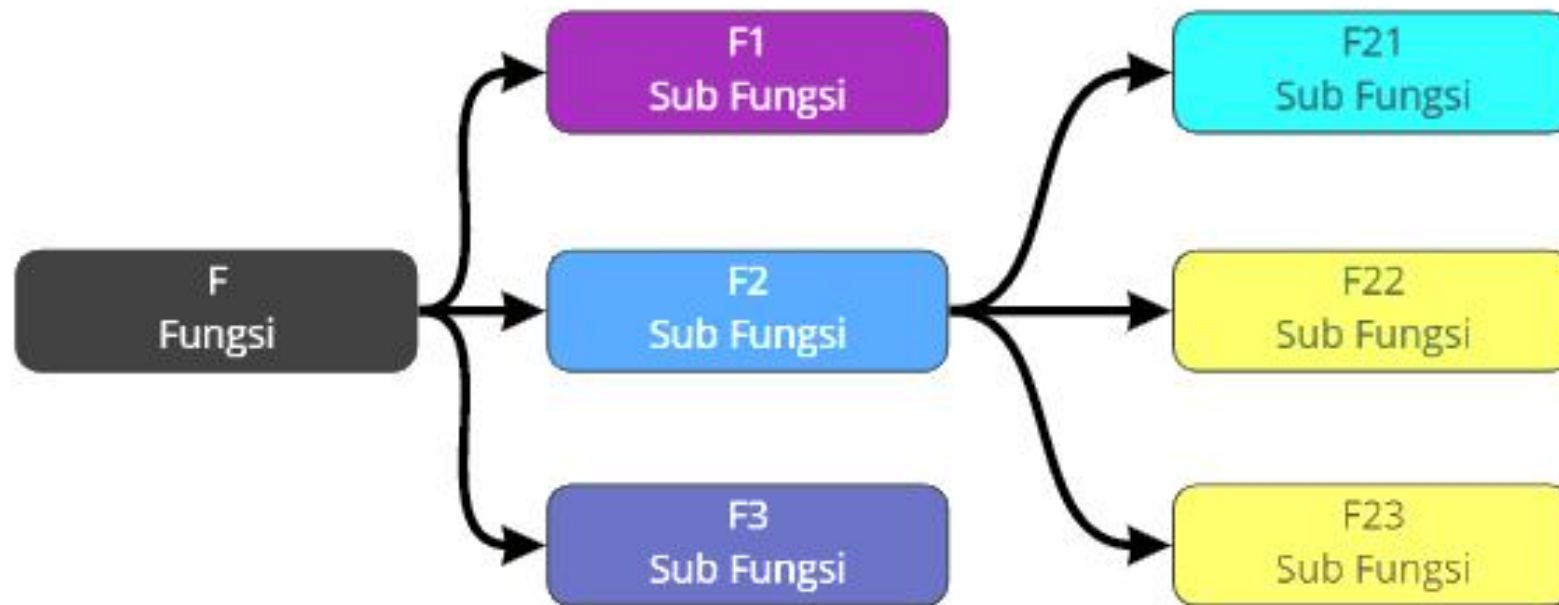 F
Fungsi
F1
Sub Fungsi
F2
Sub Fungsi
F3
Sub Fungsi
F21
Sub Fungsi
F22
Sub Fungsi
F23
Sub Fungsi